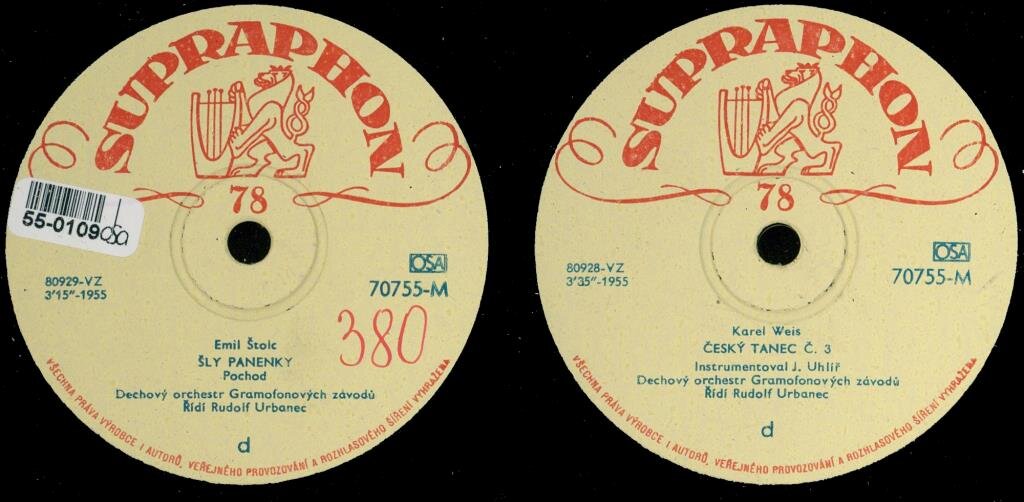 SUPRAPHON
78
55-0109
osa
80929-VZ
3'15"-1955
OSA
70755-M
380
Emil Štolc
ŠLY PANENKY
Pochod
Dechový orchestr Gramofonových závodů
Řídí Rudolf Urbanec
d
VŠECHNA PRÁVA VÝROBCE I AUTORŮ, VEŘEJNÉHO PROVOZOVÁNÍ A ROZHLASOVÉHO ŠÍŘENÍ VYHRAŽENA
SUPRAPHON
78
80928-VZ
3'35"-1955
OSA
70755-M
Karel Weis
ČESKÝ TANEC Č. 3
Instrumentoval J. Uhlíř
Dechový orchestr Gramofonových závodů
Řídí Rudolf Urbanec
d
VŠECHNA PRÁVA VÝROBCE I AUTORŮ, VEŘEJNÉHO PROVOZOVÁNÍ A ROZHLASOVÉHO ŠÍŘENÍ VYHRAŽENA